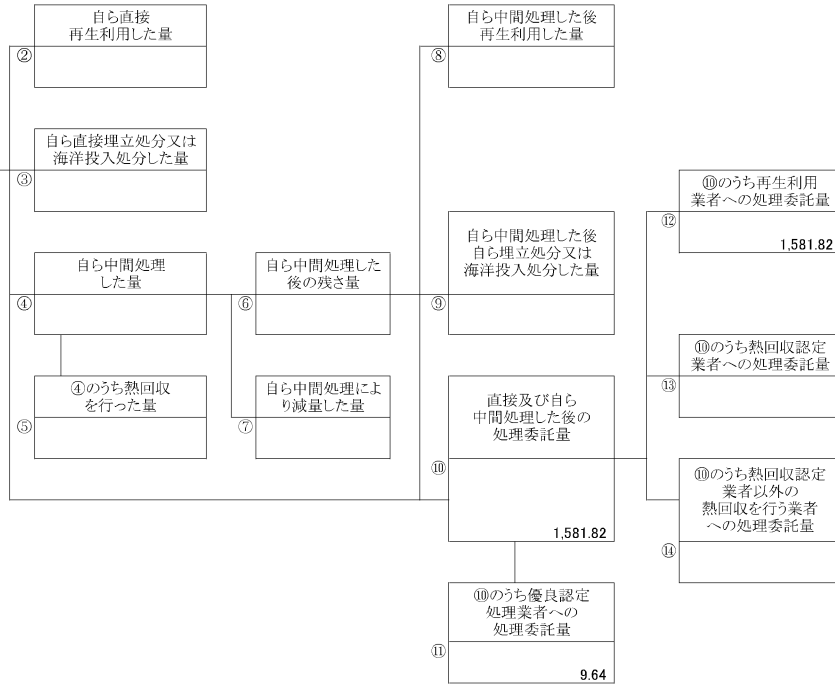 自ら直接
再生利用した量
②
自ら直接埋立処分又は
海洋投入処分した量
③
自ら中間処理
した量
④
④のうち熱回収
を行った量
⑤
自ら中間処理した
後の残さ量
⑥
自ら中間処理によ
り減量した量
⑦
自ら中間処理した後
再生利用した量
⑧
自ら中間処理した後
自ら埋立処分又は
海洋投入処分した量
⑨
直接及び自ら
中間処理した後の
処理委託量
⑩
1,581.82
⑩のうち優良認定
処理業者への
処理委託量
⑪
9.64
⑩のうち再生利用
業者への処理委託量
⑫
1,581.82
⑩のうち熱回収認定
業者への処理委託量
⑬
⑩のうち熱回収認定
業者以外の
熱回収を行う業者
への処理委託量
⑭